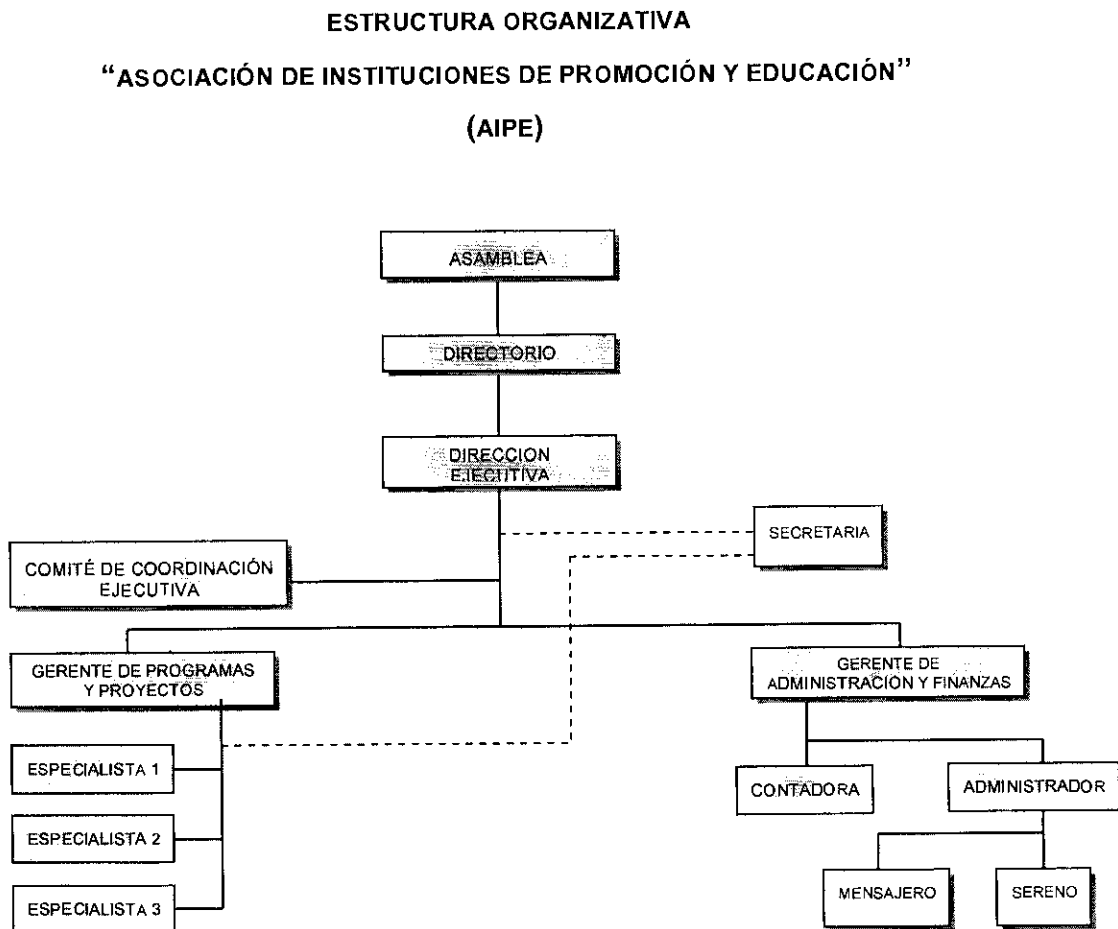 ESTRUCTURA ORGANIZATIVA
“ASOCIACIÓN DE INSTITUCIONES DE PROMOCIÓN Y EDUCACIÓN”
(AIPE)
ASAMBLEA
DIRECTORIO
DIRECCION
EJECUTIVA
SECRETARIA
COMITÉ DE COORDINACIÓN
EJECUTIVA
GERENTE DE PROGRAMAS
Y PROYECTOS
GERENTE DE
ADMINISTRACIÓN Y FINANZAS
ESPECIALISTA 1
CONTADORA
ADMINISTRADOR
ESPECIALISTA 2
MENSAJERO
SERENO
ESPECIALISTA 3